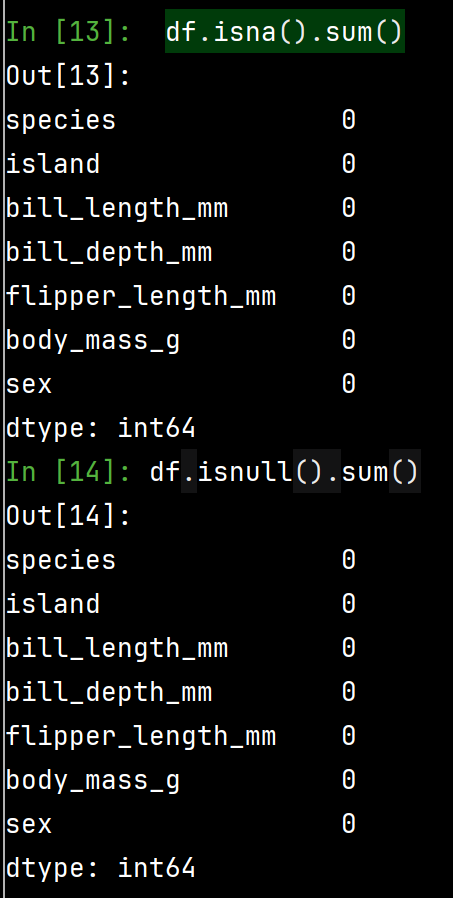 In [13]:  df.isna().sum()
Out[13]:
species              0
island               0
bill_length_mm       0
bill_depth_mm        0
flipper_length_mm    0
body_mass_g          0
sex                  0
dtype: int64
In [14]: df.isnull().sum()
Out[14]:
species              0
island               0
bill_length_mm       0
bill_depth_mm        0
flipper_length_mm    0
body_mass_g          0
sex                  0
dtype: int64